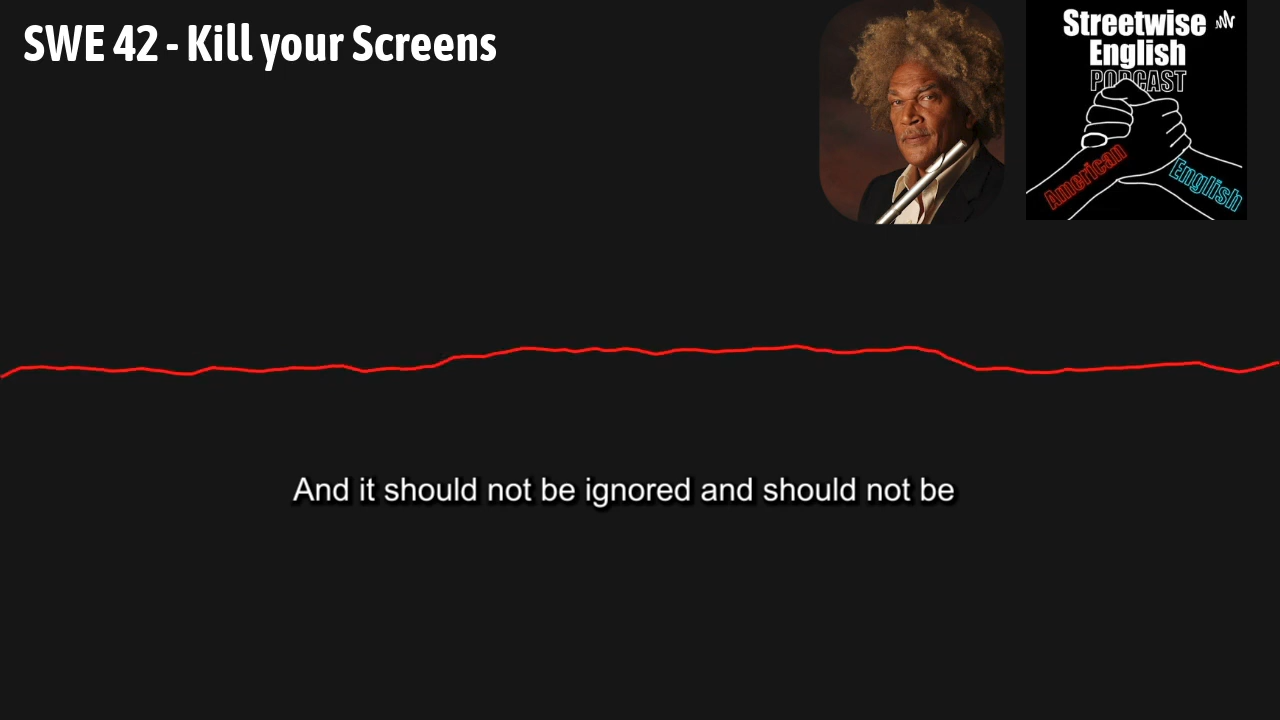 SWE 42 - Kill your Screens
Streetwise
English
PODCAST
American
English
And it should not be ignored and should not be